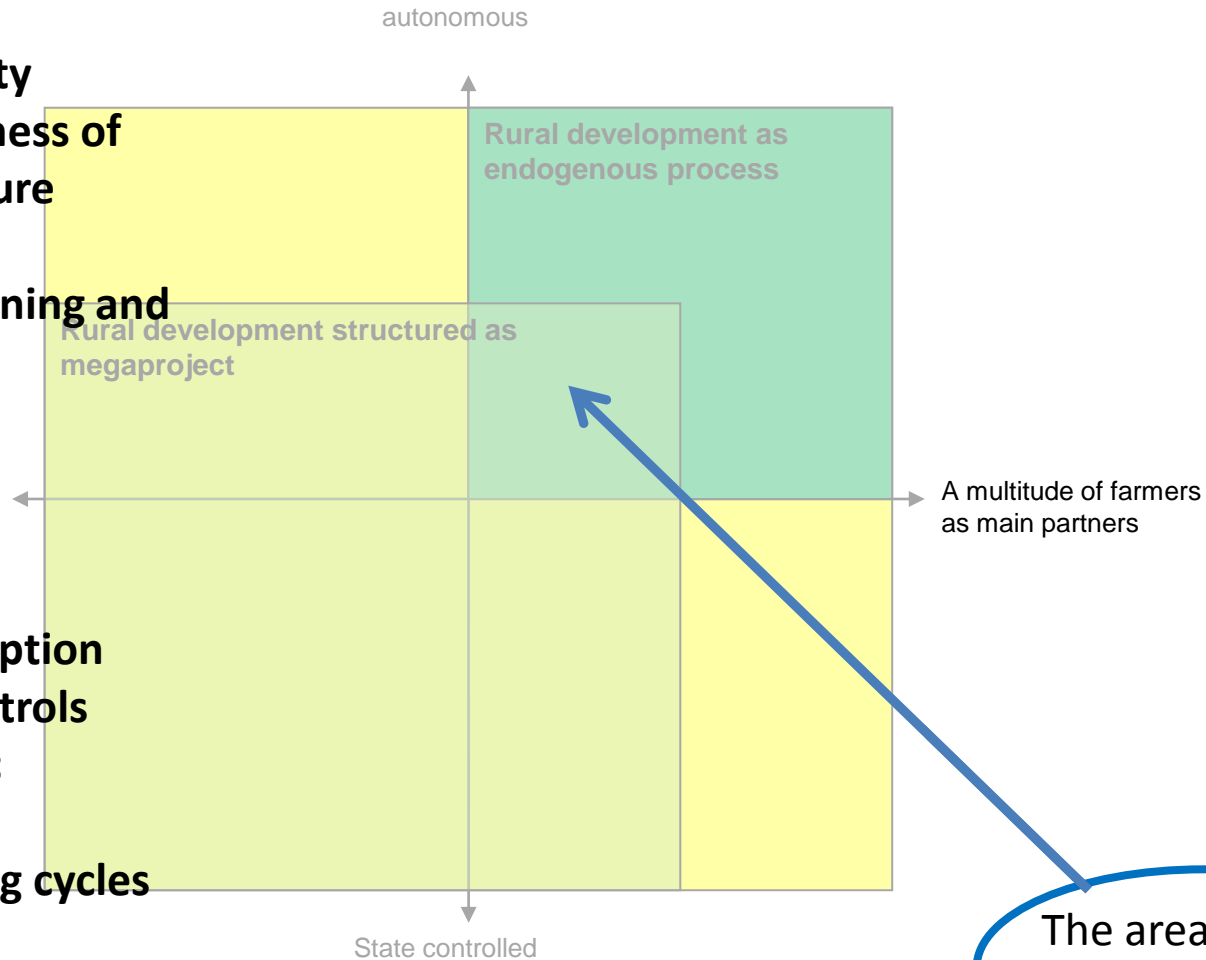 autonomous
ty
ness of
ure
Rural development as
endogenous process
ning and
Rural development structured as
megaproject
A multitude of farmers
as main partners
ption
trols
g cycles
State controlled
The area